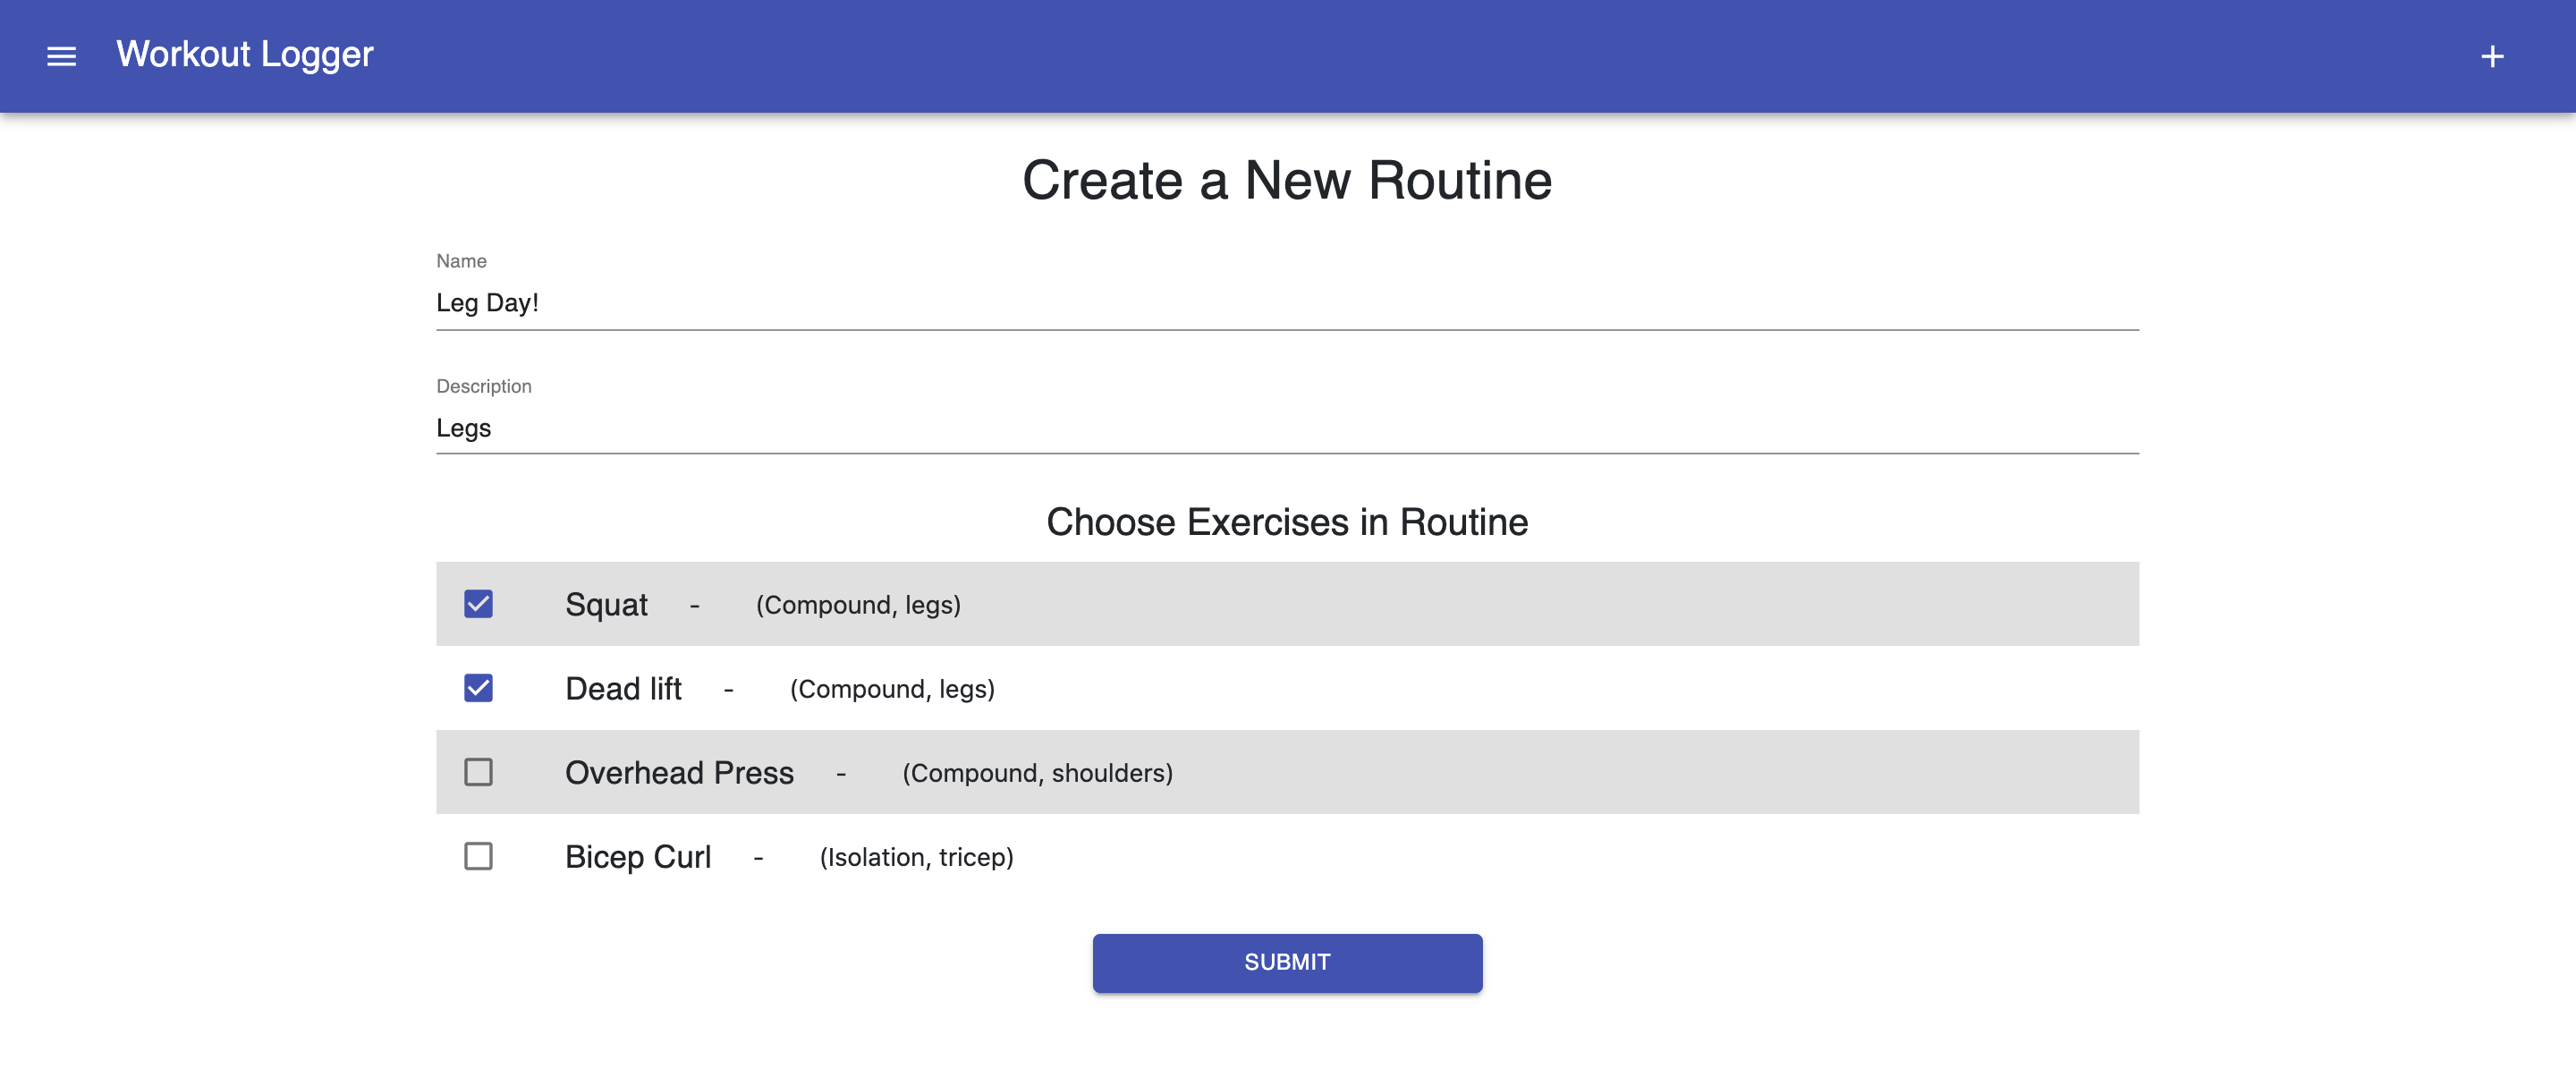 Workout Logger
Create a New Routine
Name
Leg Day!
Description
Legs
Choose Exercises in Routine
Squat - (Compound, legs)
Dead lift - (Compound, legs)
Overhead Press - (Compound, shoulders)
Bicep Curl - (Isolation, tricep)
SUBMIT